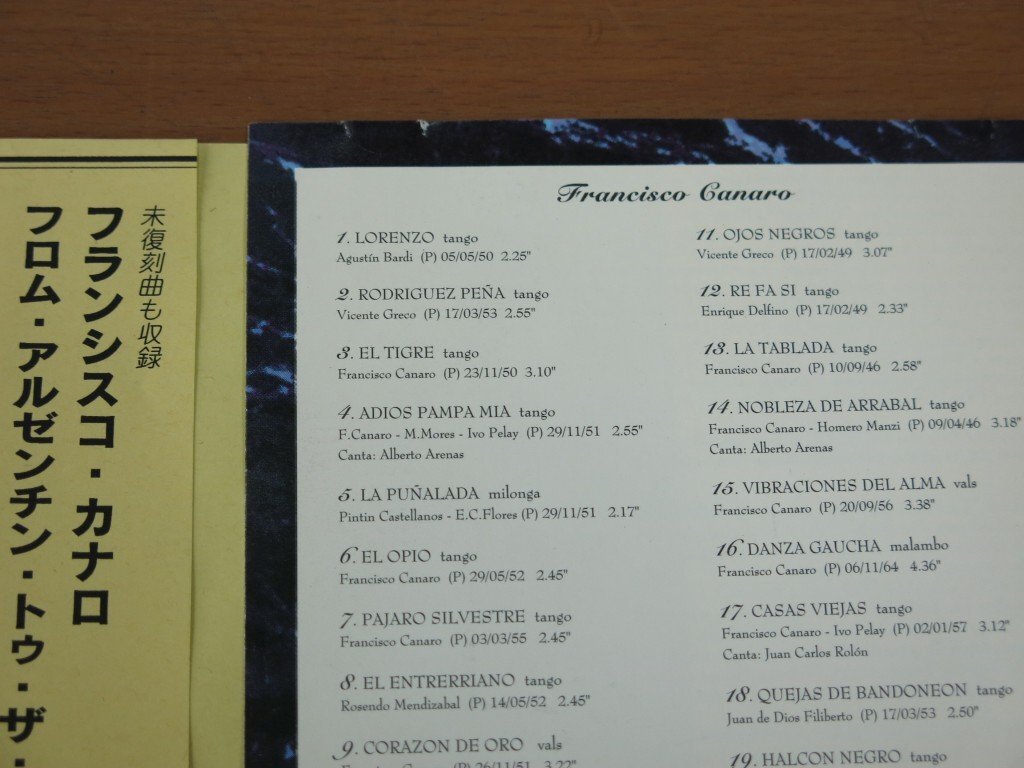 未復刻曲も収録
フランシスコ・カナロ
フロム・アルゼンチン・トゥ・ザ・
Francisco Canaro
1. LORENZO tango
Agustín Bardi (P) 05/05/50 2.25"
2. RODRIGUEZ PEÑA tango
Vicente Greco (P) 17/03/53 2.55"
3. EL TIGRE tango
Francisco Canaro (P) 23/11/50 3.10"
4. ADIOS PAMPA MIA tango
F.Canaro - M.Mores - Ivo Pelay (P) 29/11/51 2.55"
Canta: Alberto Arenas
5. LA PUÑALADA milonga
Pintin Castellanos - E.C.Flores (P) 29/11/51 2.17"
6. EL OPIO tango
Francisco Canaro (P) 29/05/52 2.45"
7. PAJARO SILVESTRE tango
Francisco Canaro (P) 03/03/55 2.45"
8. EL ENTRERRIANO tango
Rosendo Mendizabal (P) 14/05/52 2.45"
9. CORAZON DE ORO vals
Francisco Canaro (P) 26/11/51 3.22"
11. OJOS NEGROS tango
Vicente Greco (P) 17/02/49 3.07"
12. RE FA SI tango
Enrique Delfino (P) 17/02/49 2.33"
13. LA TABLADA tango
Francisco Canaro (P) 10/09/46 2.58"
14. NOBLEZA DE ARRABAL tango
Francisco Canaro - Homero Manzi (P) 09/04/46 3.18"
Canta: Alberto Arenas
15. VIBRACIONES DEL ALMA vals
Francisco Canaro (P) 20/09/56 3.38"
16. DANZA GAUCHA malambo
Francisco Canaro (P) 06/11/64 4.36"
17. CASAS VIEJAS tango
Francisco Canaro - Ivo Pelay (P) 02/01/57 3.12"
Canta: Juan Carlos Rolón
18. QUEJAS DE BANDONEON tango
Juan de Dios Filiberto (P) 17/03/53 2.50"
19. HALCON NEGRO tango